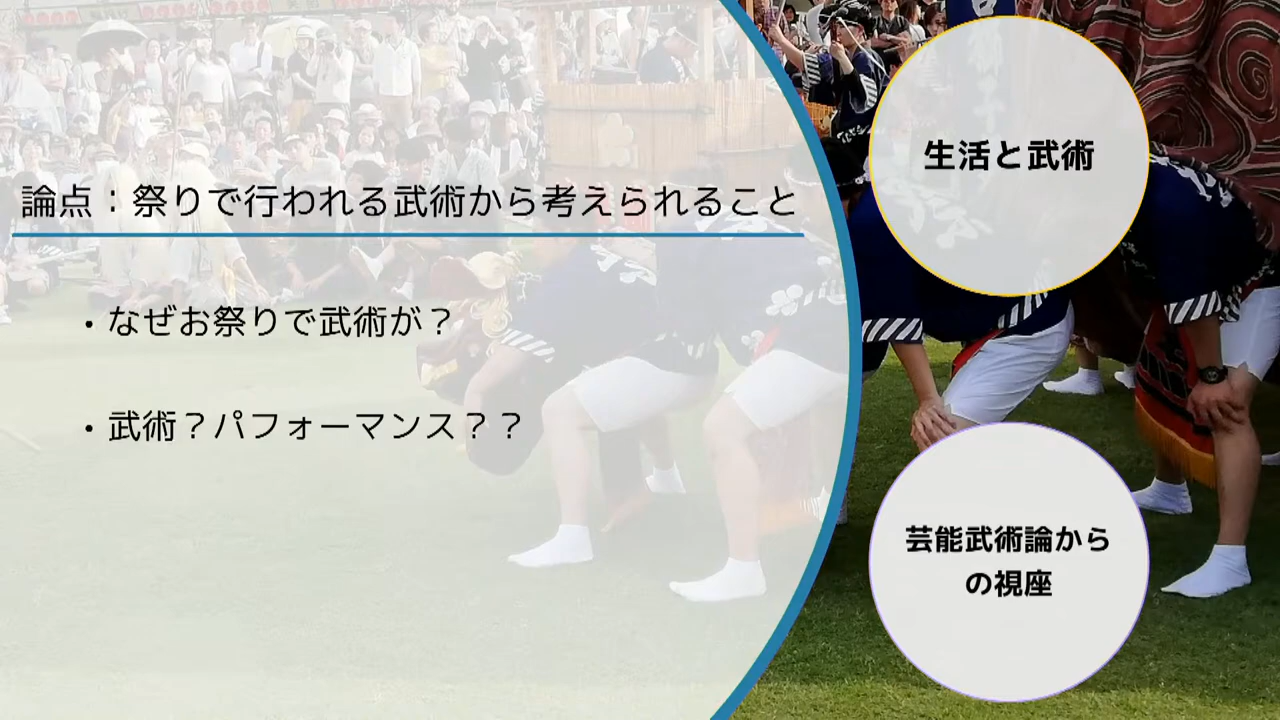 論点：祭りで行われる武術から考えられること
・なぜお祭りで武術が？
・武術？パフォーマンス？？
生活と武術
芸能武術論から
の視座